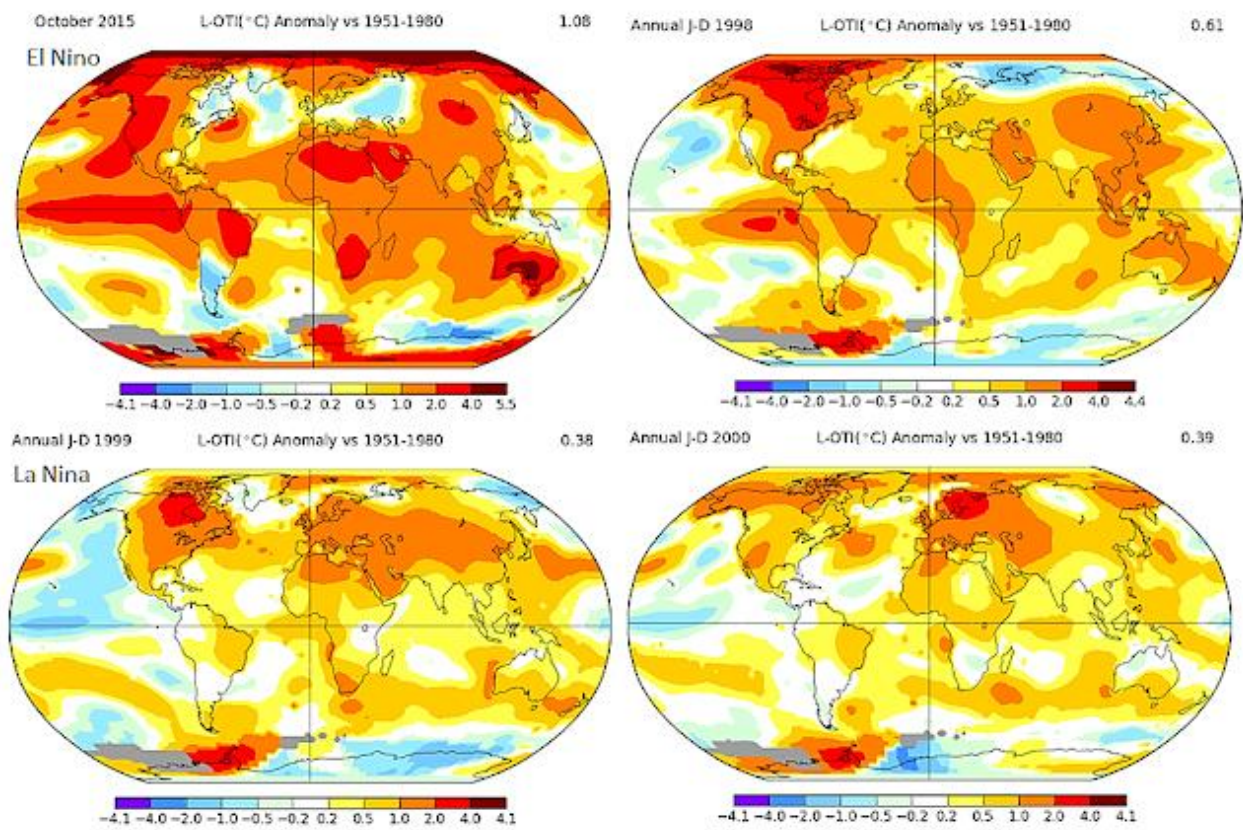 October 2015 L-OTI(°C) Anomaly vs 1951-1980 1.08
El Nino
−4.1 −4.0 −2.0 −1.0 −0.5 −0.2 0.2 0.5 1.0 2.0 4.0 5.5
Annual J-D 1998 L-OTI(°C) Anomaly vs 1951-1980 0.61
−4.1 −4.0 −2.0 −1.0 −0.5 −0.2 0.2 0.5 1.0 2.0 4.0 4.4
Annual J-D 1999 L-OTI(°C) Anomaly vs 1951-1980 0.38
La Nina
−4.1 −4.0 −2.0 −1.0 −0.5 −0.2 0.2 0.5 1.0 2.0 4.0 4.1
Annual J-D 2000 L-OTI(°C) Anomaly vs 1951-1980 0.39
−4.1 −4.0 −2.0 −1.0 −0.5 −0.2 0.2 0.5 1.0 2.0 4.0 4.1